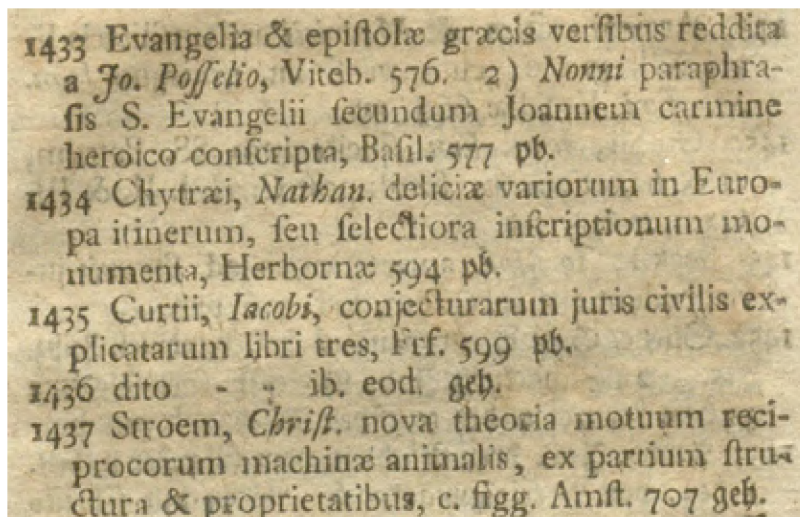 1433 Evangelia & epiſtolæ græcis verſibus reddita
a Jo. Poſſelio, Viteb. 576. 2) Nonni paraphra-
ſis S. Evangelii ſecundum Joannem carmine
heroico conſcripta, Baſil. 577 pb.
1434 Chytræi, Nathan. deliciæ variorum in Euro-
pa itinerum, ſeu ſelectiora inſcriptionum mo-
numenta, Herbornæ 594 pb.
1435 Curtii, Iacobi, conjecturarum juris civilis ex-
plicatarum libri tres, Frf. 599 pb.
1436 dito - - ib. eod. geb.
1437 Stroem, Chriſt. nova theoria motuum reci-
procorum machinæ animalis, ex partium ſtru-
ctura & proprietatibus, c. figg. Amſt. 707 geb.